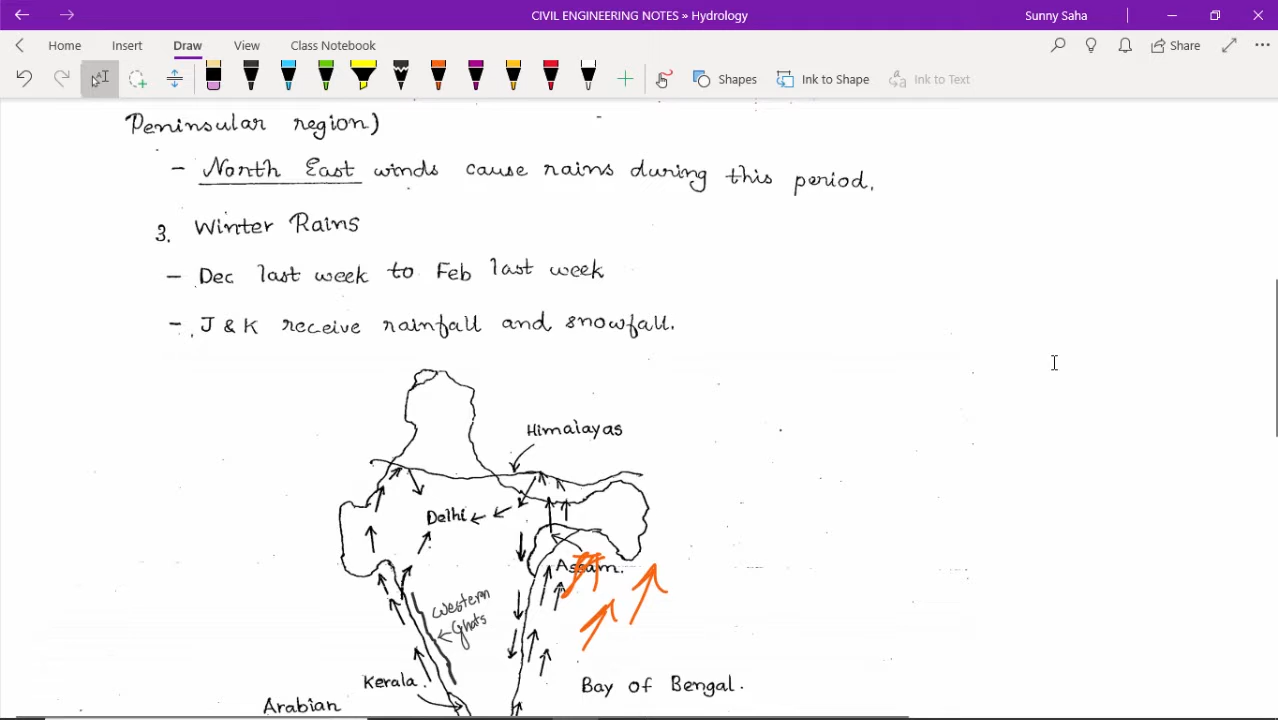 CIVIL ENGINEERING NOTES » Hydrology
Sunny Saha
Home Insert Draw View Class Notebook
Share
Shapes Ink to Shape Ink to Text
Peninsular region)
- North East winds cause rains during this period.
3. Winter Rains
- Dec last week to Feb last week
- J & K receive rainfall and snowfall.
Himalayas
Delhi
Assam.
Western
Ghats
Kerala.
Bay of Bengal.
Arabian